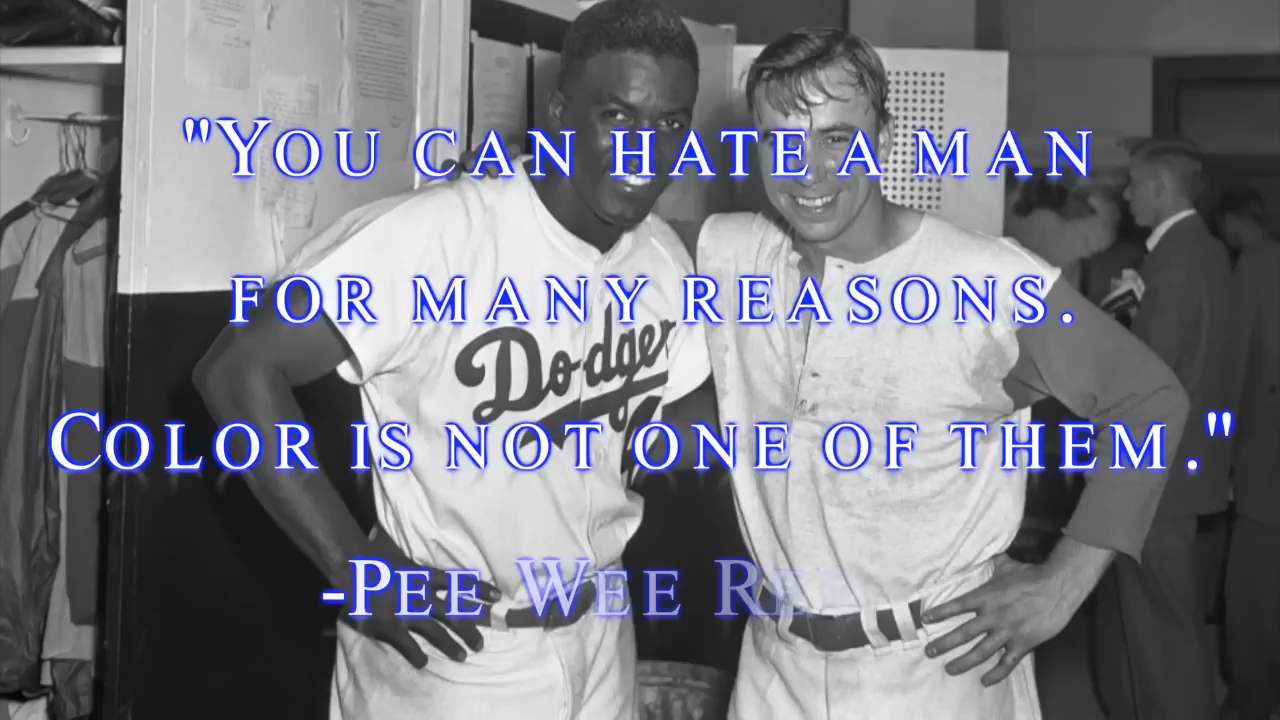 "You can hate a man
for many reasons.
Dodger
Color is not one of them."
-Pee Wee